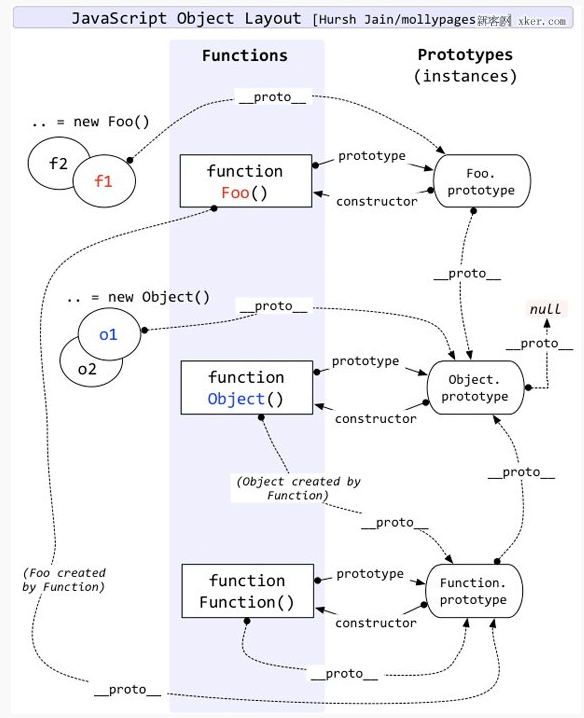 JavaScript Object Layout [Hursh Jain/mollypages
xker.com
Functions
Prototypes
(instances)
__proto__
.. = new Foo()
f2
f1
function
Foo()
prototype
constructor
Foo.
prototype
__proto__
.. = new Object()
__proto__
null
__proto__
o1
o2
function
Object()
prototype
constructor
Object.
prototype
(Object created by
Function)
__proto__
__proto__
(Foo created
by Function)
function
Function()
prototype
constructor
Function.
prototype
__proto__
__proto__